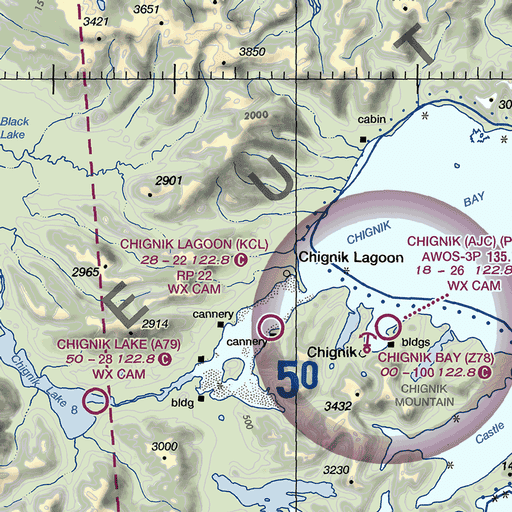 3421
3651
3850
T
30
Black
Lake
2000
cabin
2901
U
BAY
CHIGNIK
CHIGNIK LAGOON (KCL)
28 – 22 122.8 C
RP 22
WX CAM
Chignik Lagoon
CHIGNIK (AJC) (P
AWOS-3P 135.
18 – 26 122.8
WX CAM
2965
E
2914
cannery
cannery
CHIGNIK LAKE (A79)
50 – 28 122.8 C
WX CAM
Chignik
bldgs
CHIGNIK BAY (Z78)
00 – 100 122.8 C
CHIGNIK
MOUNTAIN
Chignik Lake
8
bldg
50
500
3432
Castle
3000
3230
14